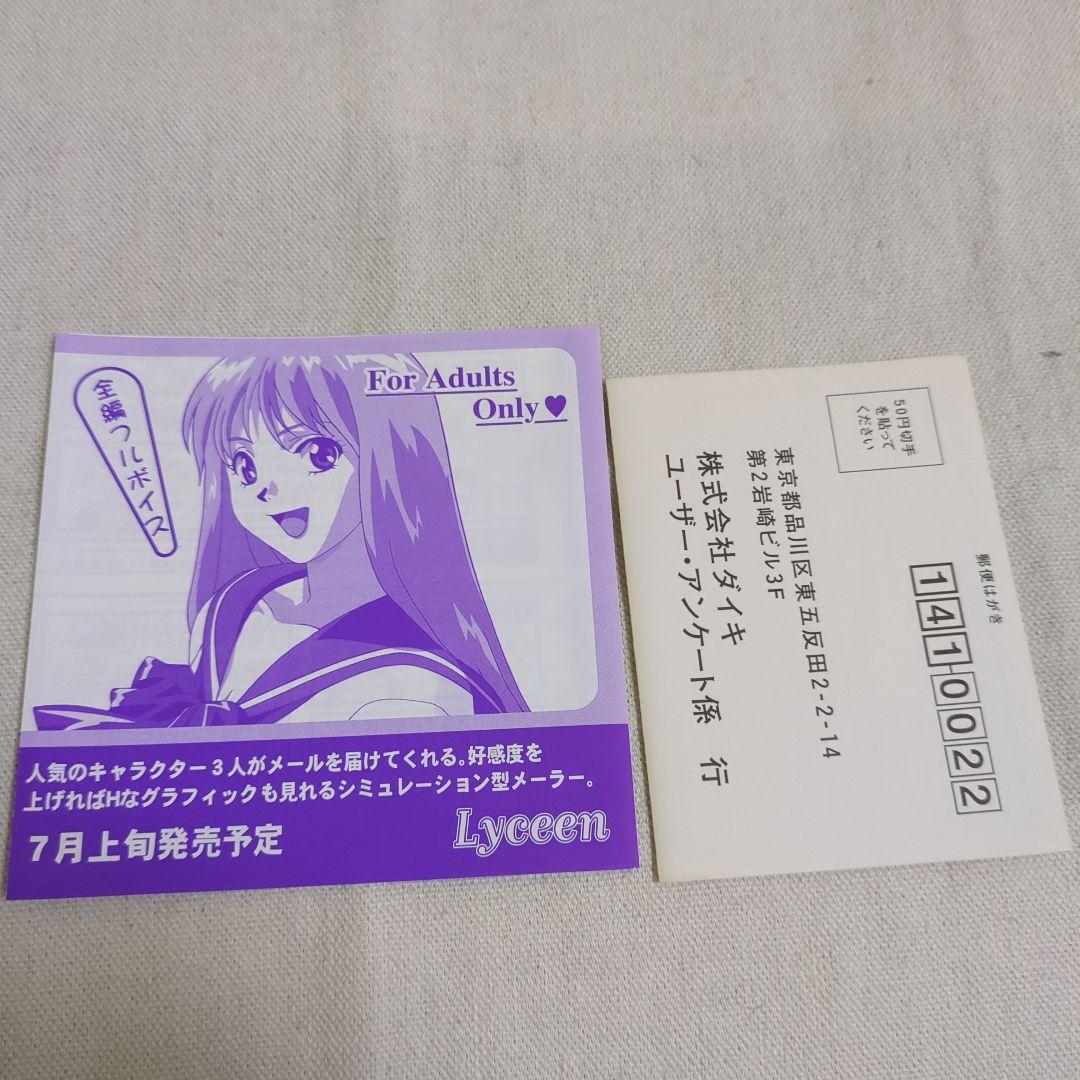 For Adults
Only♥
全編フルボイス
人気のキャラクター3人がメールを届けてくれる。好感度を
上げればHなグラフィックも見れるシミュレーション型メーラー。
7月上旬発売予定
Lyceen
50円切手
を貼って
ください
郵便はがき
1410022
東京都品川区東五反田2-2-14
第2岩崎ビル3F
株式会社ダイキ
ユーザー・アンケート係 行